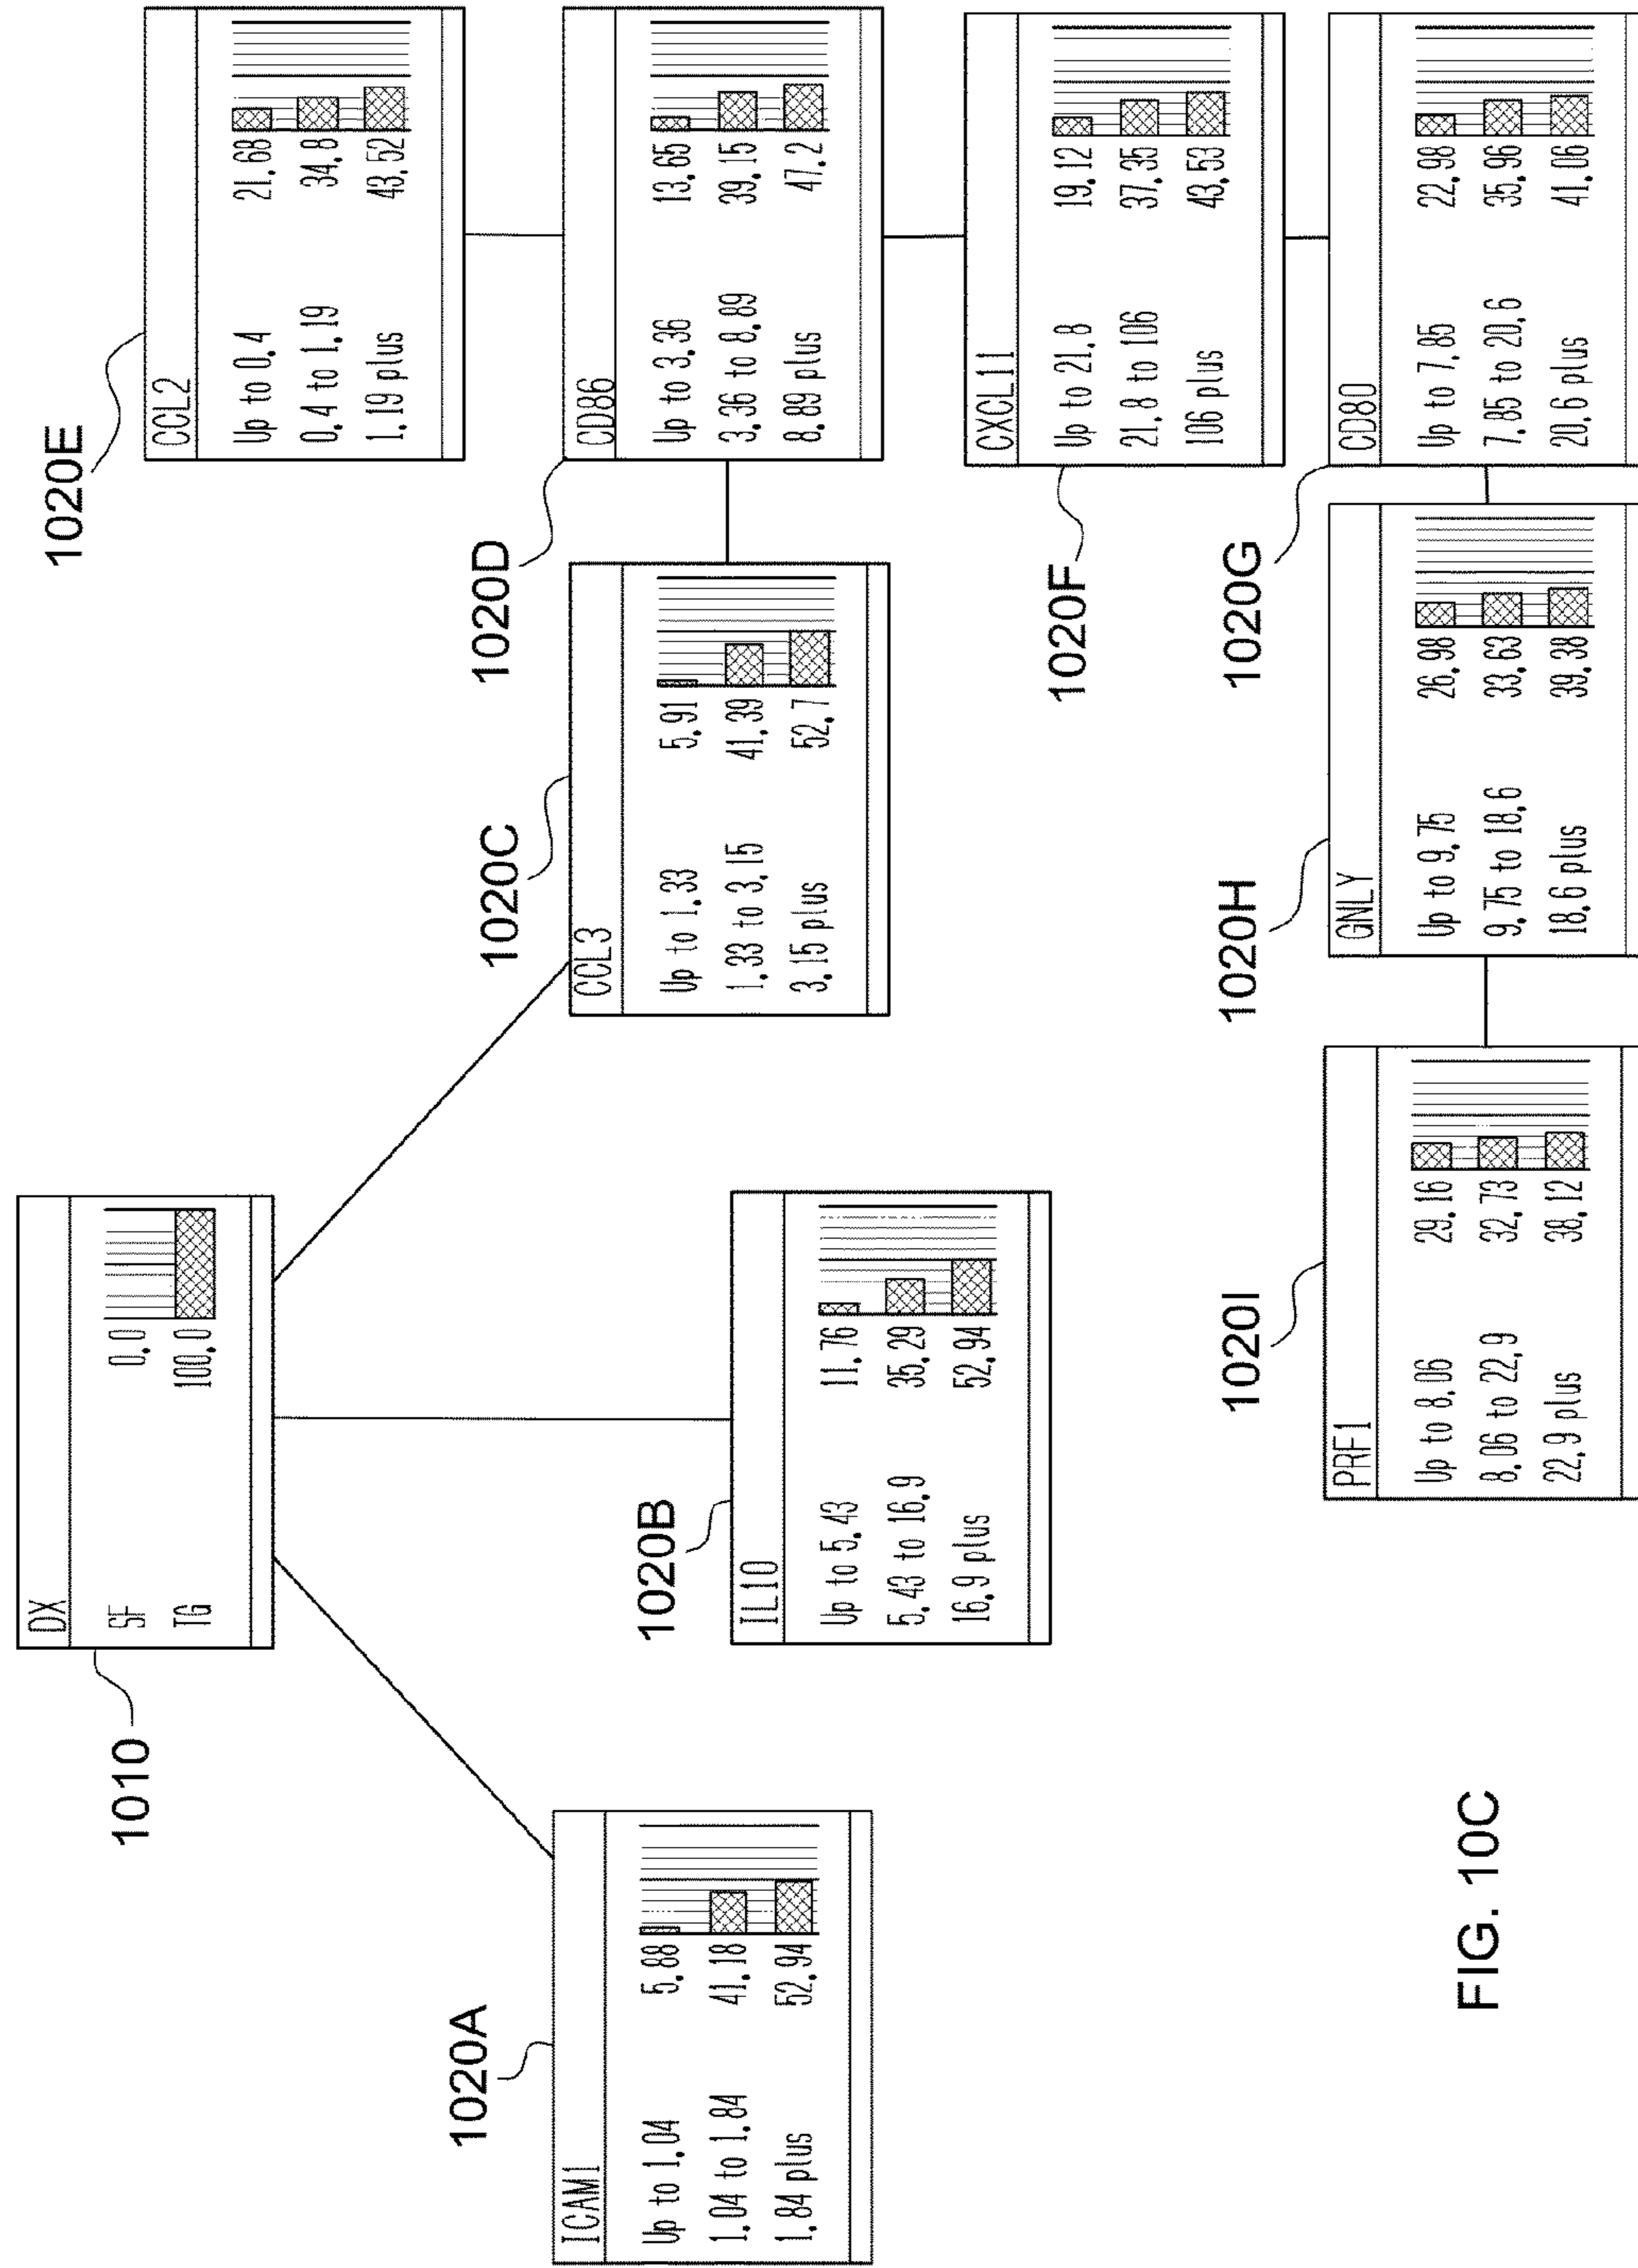 1010
DX
SF 0.0
TG 100.0
1020A
ICAM1
Up to 1.04 5.88
1.04 to 1.84 41.18
1.84 plus 52.94
1020B
IL10
Up to 5.43 11.76
5.43 to 16.9 35.29
16.9 plus 52.94
1020C
CCL3
Up to 1.33 5.91
1.33 to 3.15 41.39
3.15 plus 52.7
1020E
CCL2
Up to 0.4 21.68
0.4 to 1.19 34.8
1.19 plus 43.52
1020D
CD86
Up to 3.36 13.65
3.36 to 8.89 39.15
8.89 plus 47.2
1020F
CXCL11
Up to 21.8 19.12
21.8 to 106 37.35
106 plus 43.53
1020I
PRF1
Up to 8.06 29.16
8.06 to 22.9 32.73
22.9 plus 38.12
1020H
GNLY
Up to 9.75 26.98
9.75 to 18.6 33.63
18.6 plus 39.38
1020G
CD80
Up to 7.85 22.98
7.85 to 20.6 35.96
20.6 plus 41.06
FIG. 10C